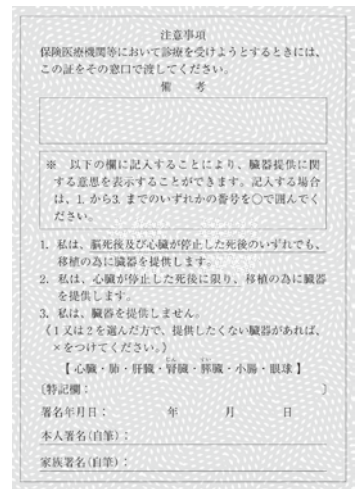 注意事項
保険医療機関等において診療を受けようとするときには、
この証をその窓口で渡してください。
備 考
※ 以下の欄に記入することにより、臓器提供に関
する意思を表示することができます。記入する場合
は、1. から3. までのいずれかの番号を○で囲んでく
ださい。
1. 私は、脳死後及び心臓が停止した死後のいずれでも、
移植の為に臓器を提供します。
2. 私は、心臓が停止した死後に限り、移植の為に臓器
を提供します。
3. 私は、臓器を提供しません。
《1又は2を選んだ方で、提供したくない臓器があれば、
×をつけてください。》
じん すい
【 心臓・肺・肝臓・腎臓・膵臓・小腸・眼球 】
〔特記欄： 〕
署名年月日： 年 月 日
本人署名(自筆)：
家族署名(自筆)：